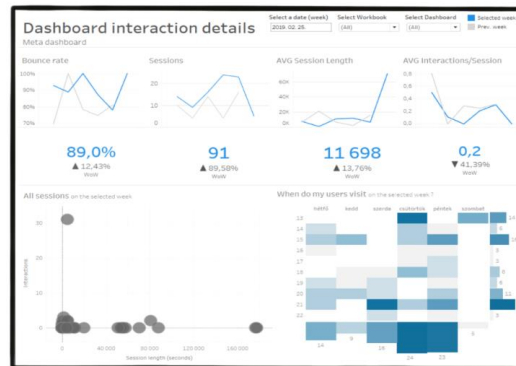 Dashboard interaction details
Meta dashboard
Select a date (week)
2018. 02. 25.
Select Workbook
(All)
Select Dashboard
(All)
Selected week
Prev. week
Bounce rate
100%
90%
80%
70%
89,0%
▲ 12,43%
WoW
Sessions
20
10
0
91
▲ 89,58%
WoW
AVG Session Length
60K
40K
20K
0K
11 698
▲ 13,76%
WoW
AVG Interactions/Session
0,8
0,6
0,4
0,2
0,0
0,2
▼ 41,39%
WoW
All sessions on the selected week
30
20
10
0
Interactions
0
40 000
80 000
120 000
160 000
Session length (seconds)
When do my users visit on the selected week ?
hétfő
kedd
szerda
csütörtök
péntek
szombat
13
14
15
16
17
18
19
20
21
22
14
9
19
24
23